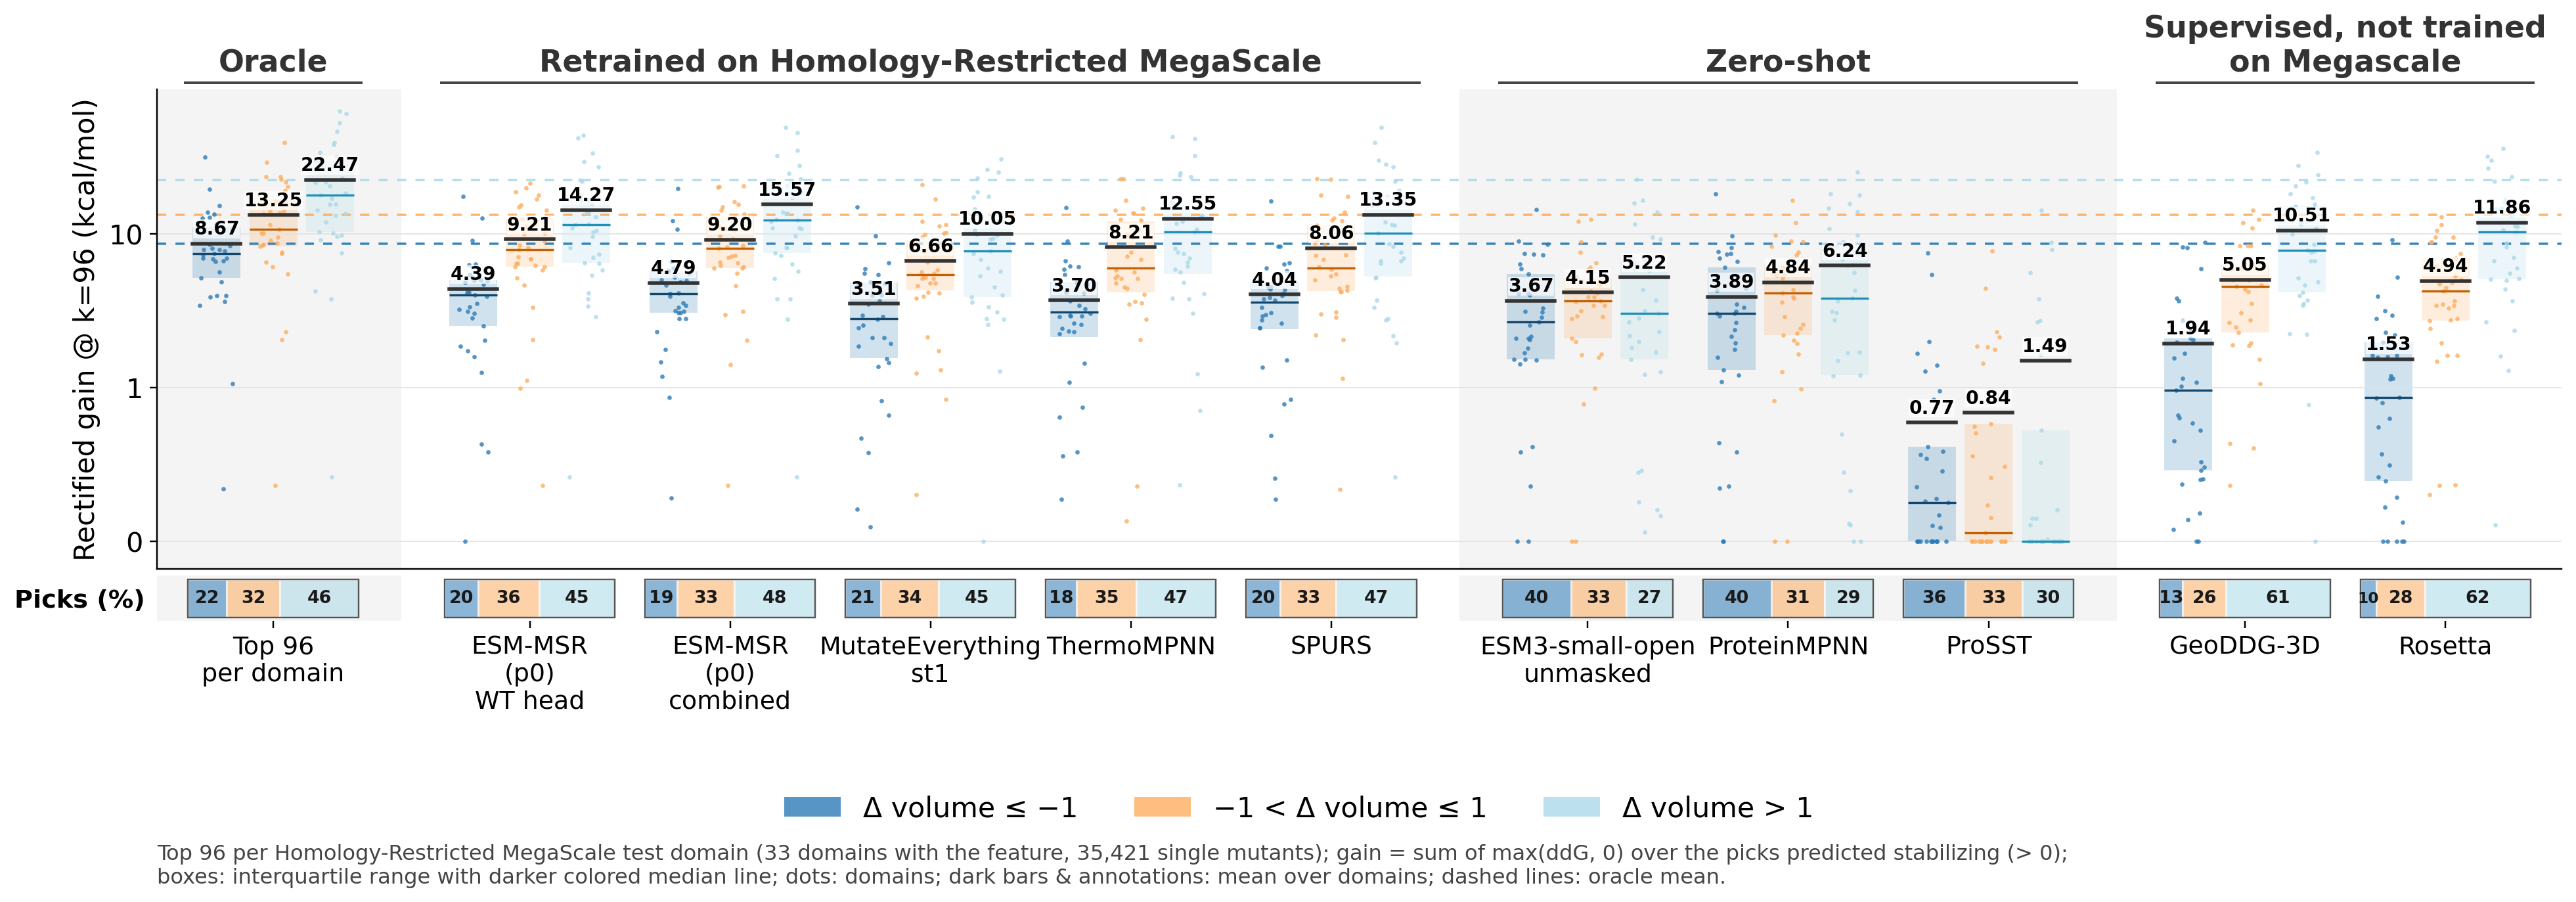 Oracle
Retrained on Homology-Restricted MegaScale
Zero-shot
Supervised, not trained
on Megascale
Rectified gain @ k=96 (kcal/mol)
10
1
0
8.67
13.25
22.47
4.39
9.21
14.27
4.79
9.20
15.57
3.51
6.66
10.05
3.70
8.21
12.55
4.04
8.06
13.35
3.67
4.15
5.22
3.89
4.84
6.24
0.77
0.84
1.49
1.94
5.05
10.51
1.53
4.94
11.86
Picks (%)
22 32 46
20 36 45
19 33 48
21 34 45
18 35 47
20 33 47
40 33 27
40 31 29
36 33 30
13 26 61
10 28 62
Top 96
per domain
ESM-MSR
(p0)
WT head
ESM-MSR
(p0)
combined
MutateEverything
st1
ThermoMPNN
SPURS
ESM3-small-open
unmasked
ProteinMPNN
ProSST
GeoDDG-3D
Rosetta
Δ volume ≤ −1
−1 < Δ volume ≤ 1
Δ volume > 1
Top 96 per Homology-Restricted MegaScale test domain (33 domains with the feature, 35,421 single mutants); gain = sum of max(ddG, 0) over the picks predicted stabilizing (> 0);
boxes: interquartile range with darker colored median line; dots: domains; dark bars & annotations: mean over domains; dashed lines: oracle mean.